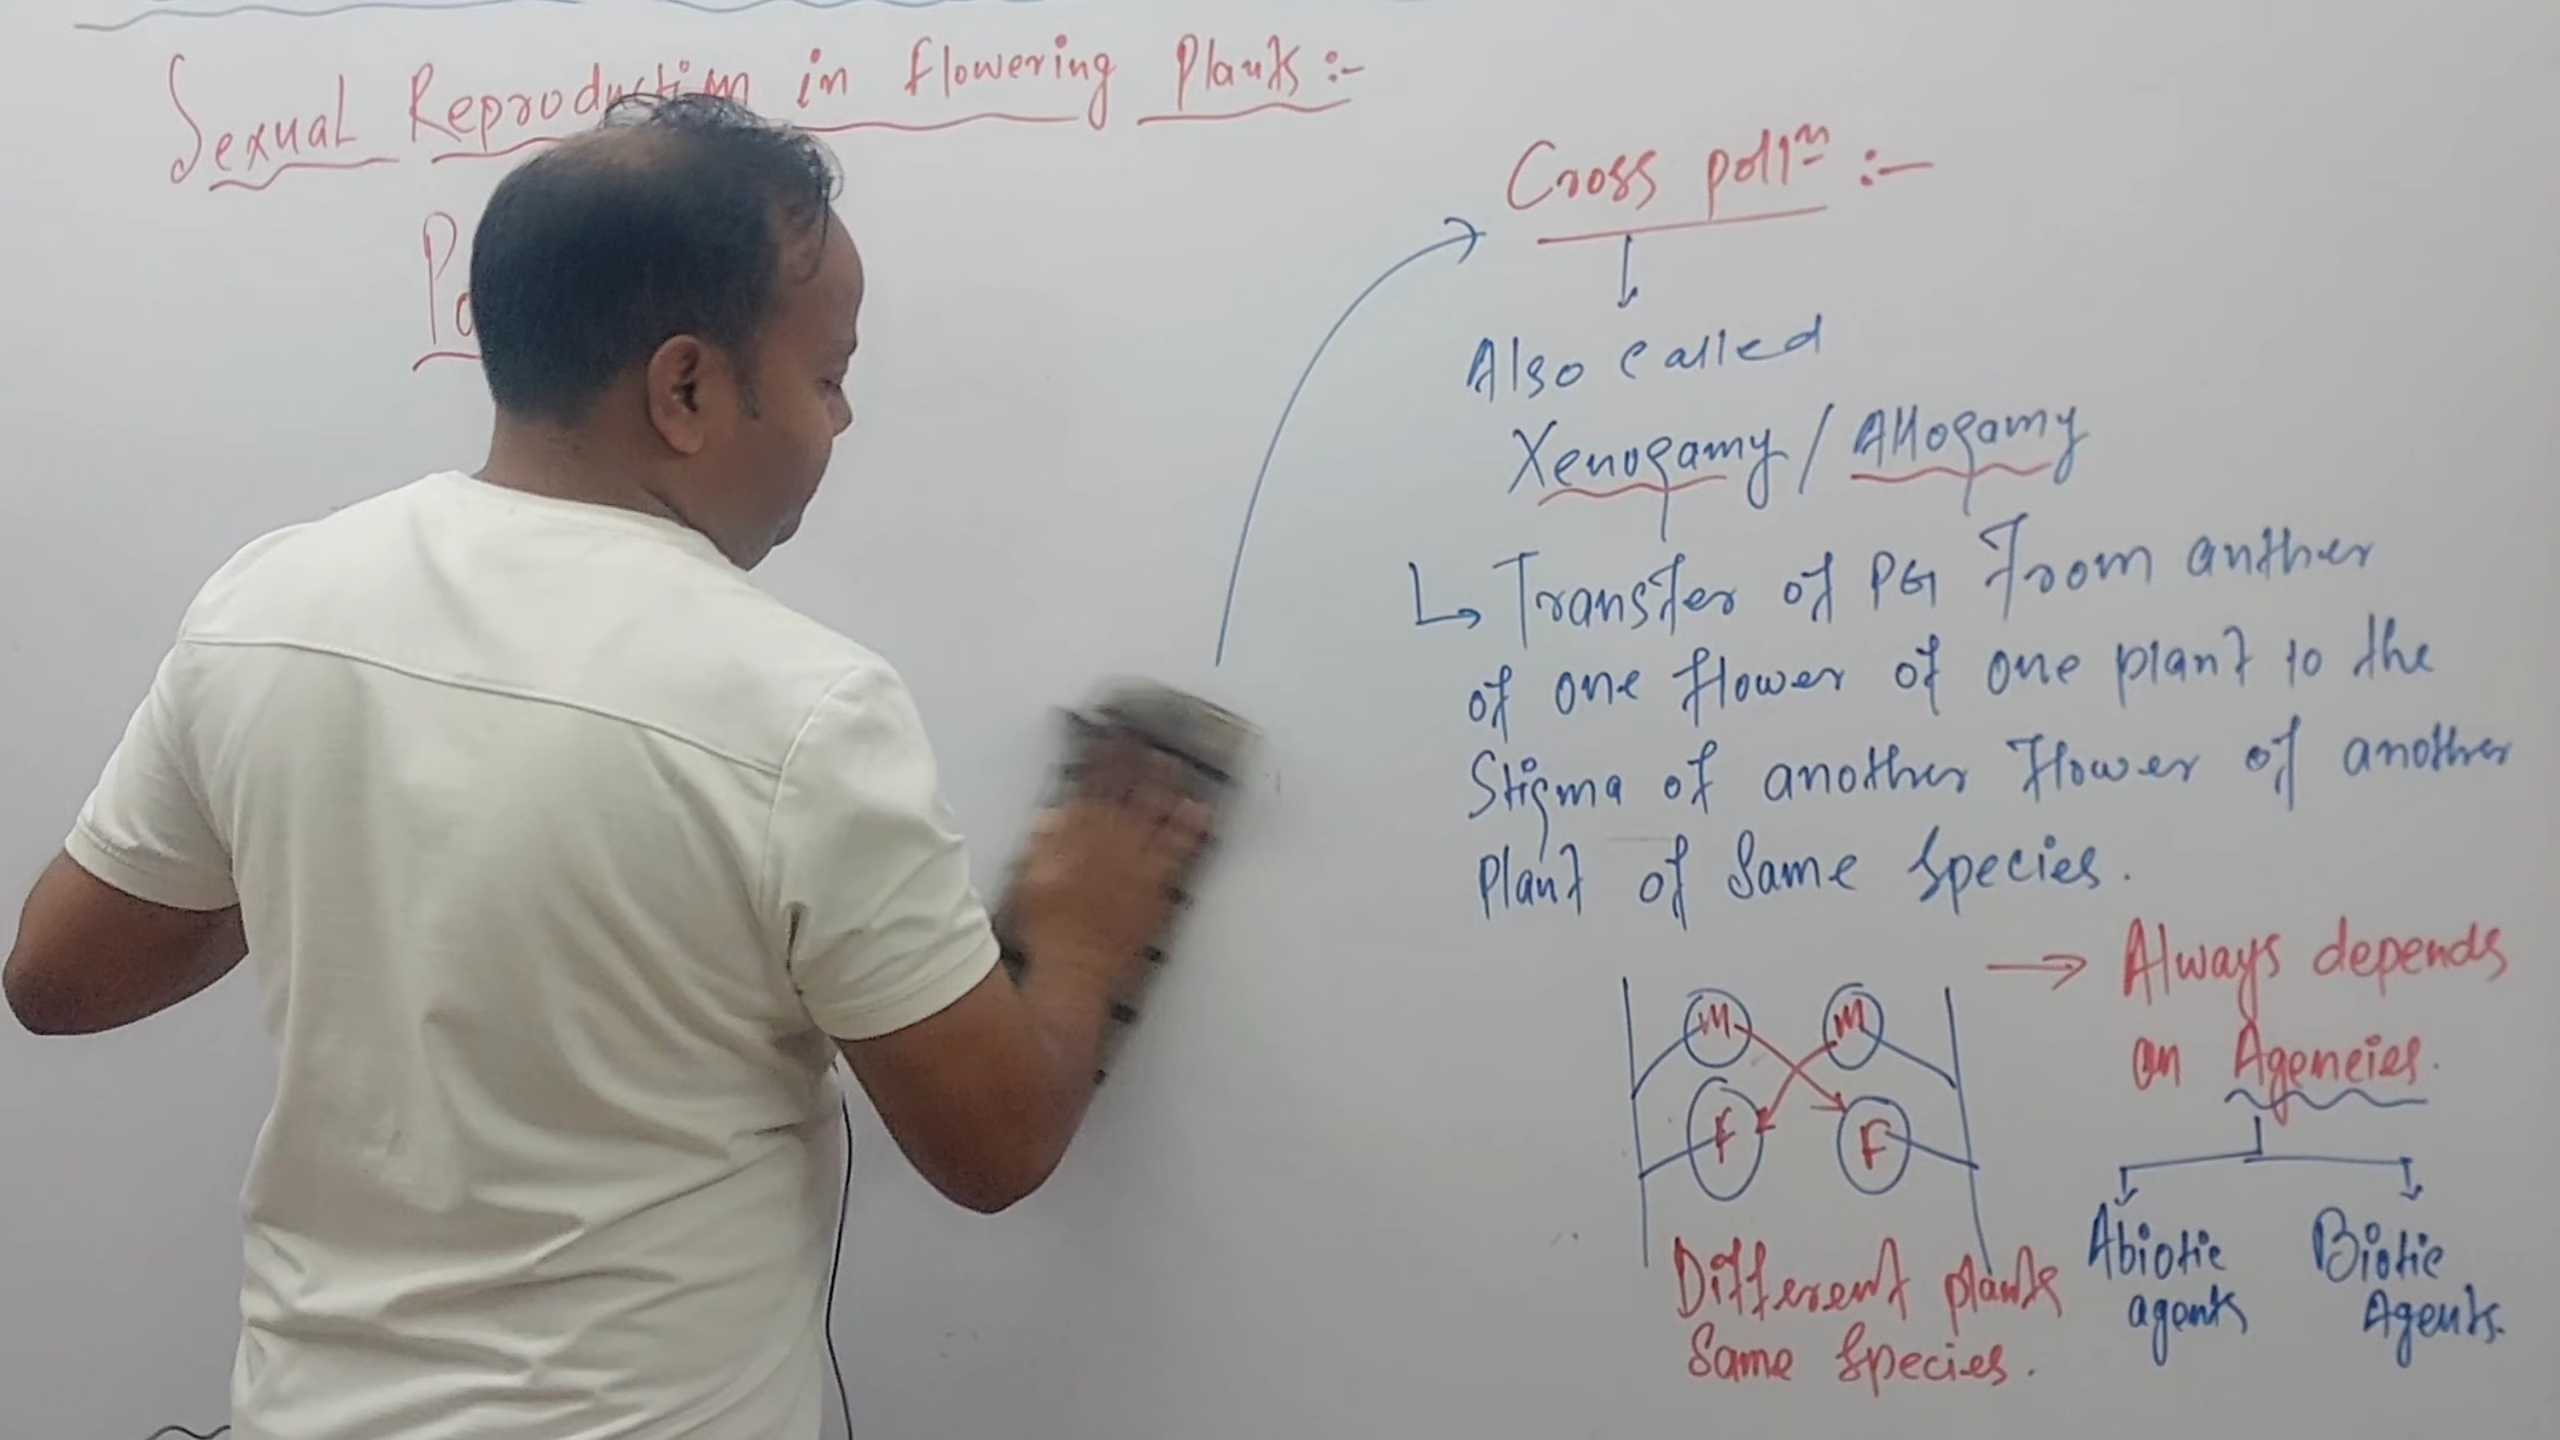 Sexual Reproduction in flowering Plants :-
Cross pollⁿ :-
Also called
Xenogamy / Allogamy
↳ Transfer of PG From anther
of one flower of one plant to the
Stigma of another Flower of another
Plant of Same Species.
→ Always depends
an Agencies.
M M
F F
Different plants
Same Species.
Abiotic
agents
Biotic
Agents.